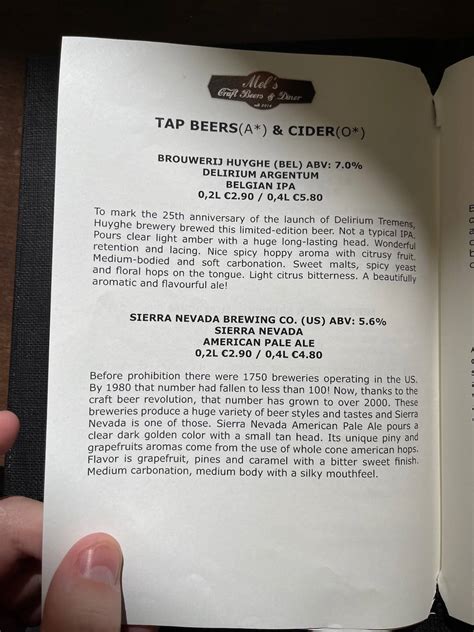 Mel's
Craft Beers & Diner
TAP BEERS(A*) & CIDER(O*)
BROUWERIJ HUYGHE (BEL) ABV: 7.0%
DELIRIUM ARGENTUM
BELGIAN IPA
0,2L €2.90 / 0,4L €5.80
To mark the 25th anniversary of the launch of Delirium Tremens,
Huyghe brewery brewed this limited-edition beer. Not a typical IPA.
Pours clear light amber with a huge long-lasting head. Wonderful
retention and lacing. Nice spicy hoppy aroma with citrusy fruit.
Medium-bodied and soft carbonation. Sweet malts, spicy yeast
and floral hops on the tongue. Light citrus bitterness. A beautifully
aromatic and flavourful ale!
SIERRA NEVADA BREWING CO. (US) ABV: 5.6%
SIERRA NEVADA
AMERICAN PALE ALE
0,2L €2.90 / 0,4L €4.80
Before prohibition there were 1750 breweries operating in the US.
By 1980 that number had fallen to less than 100! Now, thanks to the
craft beer revolution, that number has grown to over 2000. These
breweries produce a huge variety of beer styles and tastes and Sierra
Nevada is one of those. Sierra Nevada American Pale Ale pours a
clear dark golden color with a small tan head. Its unique piny and
grapefruits aromas come from the use of whole cone american hops.
Flavor is grapefruit, pines and caramel with a bitter sweet finish.
Medium carbonation, medium body with a silky mouthfeel.